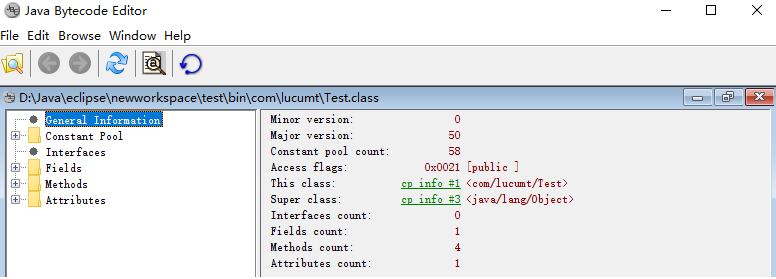 Java Bytecode Editor
File Edit Browse Window Help
D:\Java\eclipse\newworkspace\test\bin\com\lucumt\Test.class
General Information
Constant Pool
Interfaces
Fields
Methods
Attributes
Minor version: 0
Major version: 50
Constant pool count: 58
Access flags: 0x0021 [public ]
This class: cp info #1 <com/lucumt/Test>
Super class: cp info #3 <java/lang/Object>
Interfaces count: 0
Fields count: 1
Methods count: 4
Attributes count: 1